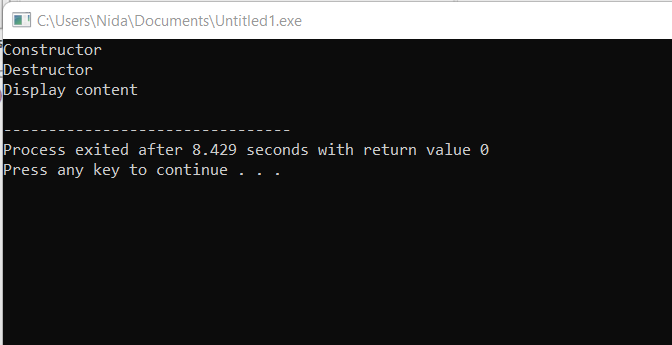 C:\Users\Nida\Documents\Untitled1.exe
Constructor
Destructor
Display content
--------------------------------
Process exited after 8.429 seconds with return value 0
Press any key to continue . . .